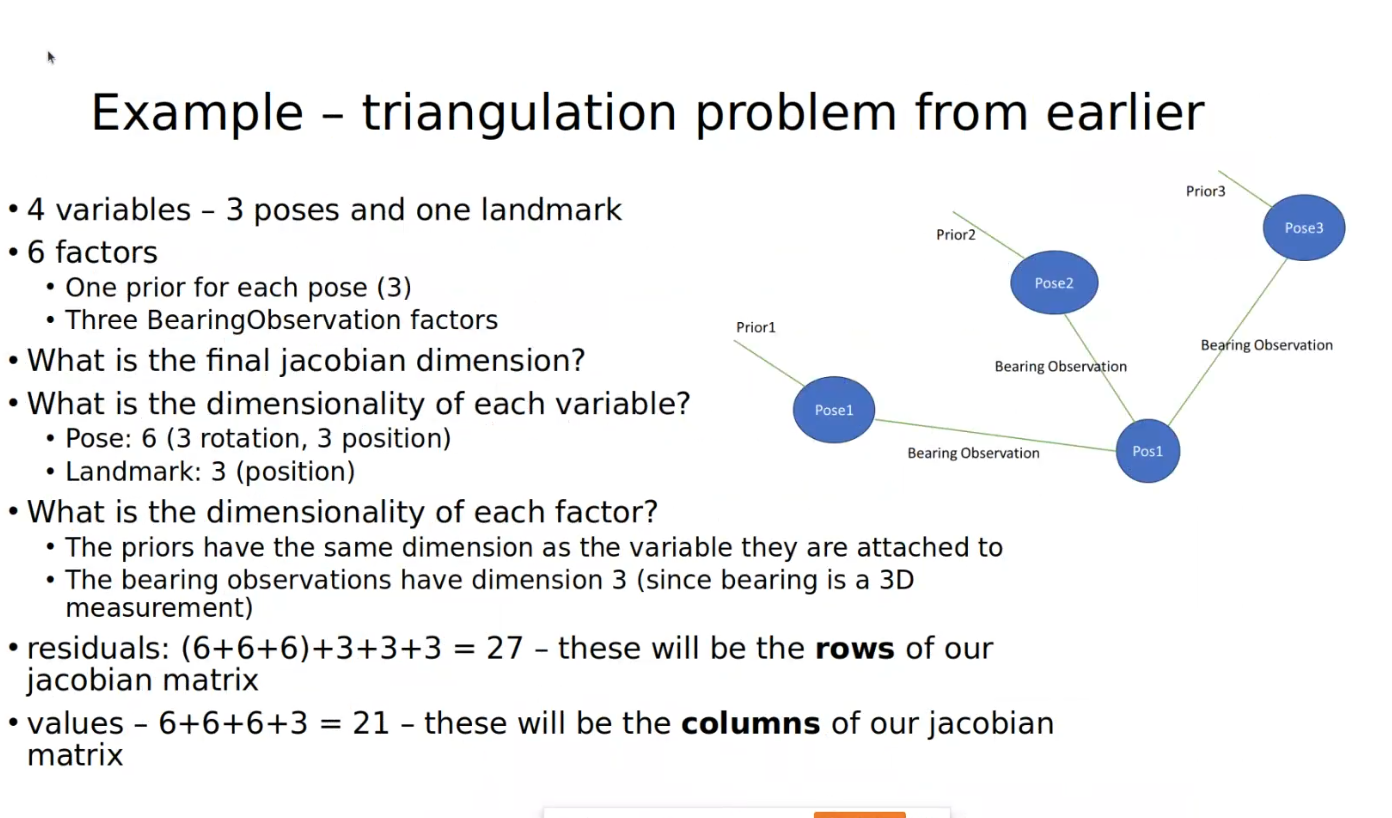 Example – triangulation problem from earlier
• 4 variables – 3 poses and one landmark
• 6 factors
• One prior for each pose (3)
• Three BearingObservation factors
• What is the final jacobian dimension?
• What is the dimensionality of each variable?
• Pose: 6 (3 rotation, 3 position)
• Landmark: 3 (position)
• What is the dimensionality of each factor?
• The priors have the same dimension as the variable they are attached to
• The bearing observations have dimension 3 (since bearing is a 3D
measurement)
• residuals: (6+6+6)+3+3+3 = 27 – these will be the rows of our
jacobian matrix
• values – 6+6+6+3 = 21 – these will be the columns of our jacobian
matrix
Prior3
Pose3
Prior2
Pose2
Prior1
Bearing Observation
Bearing Observation
Pose1
Pos1
Bearing Observation